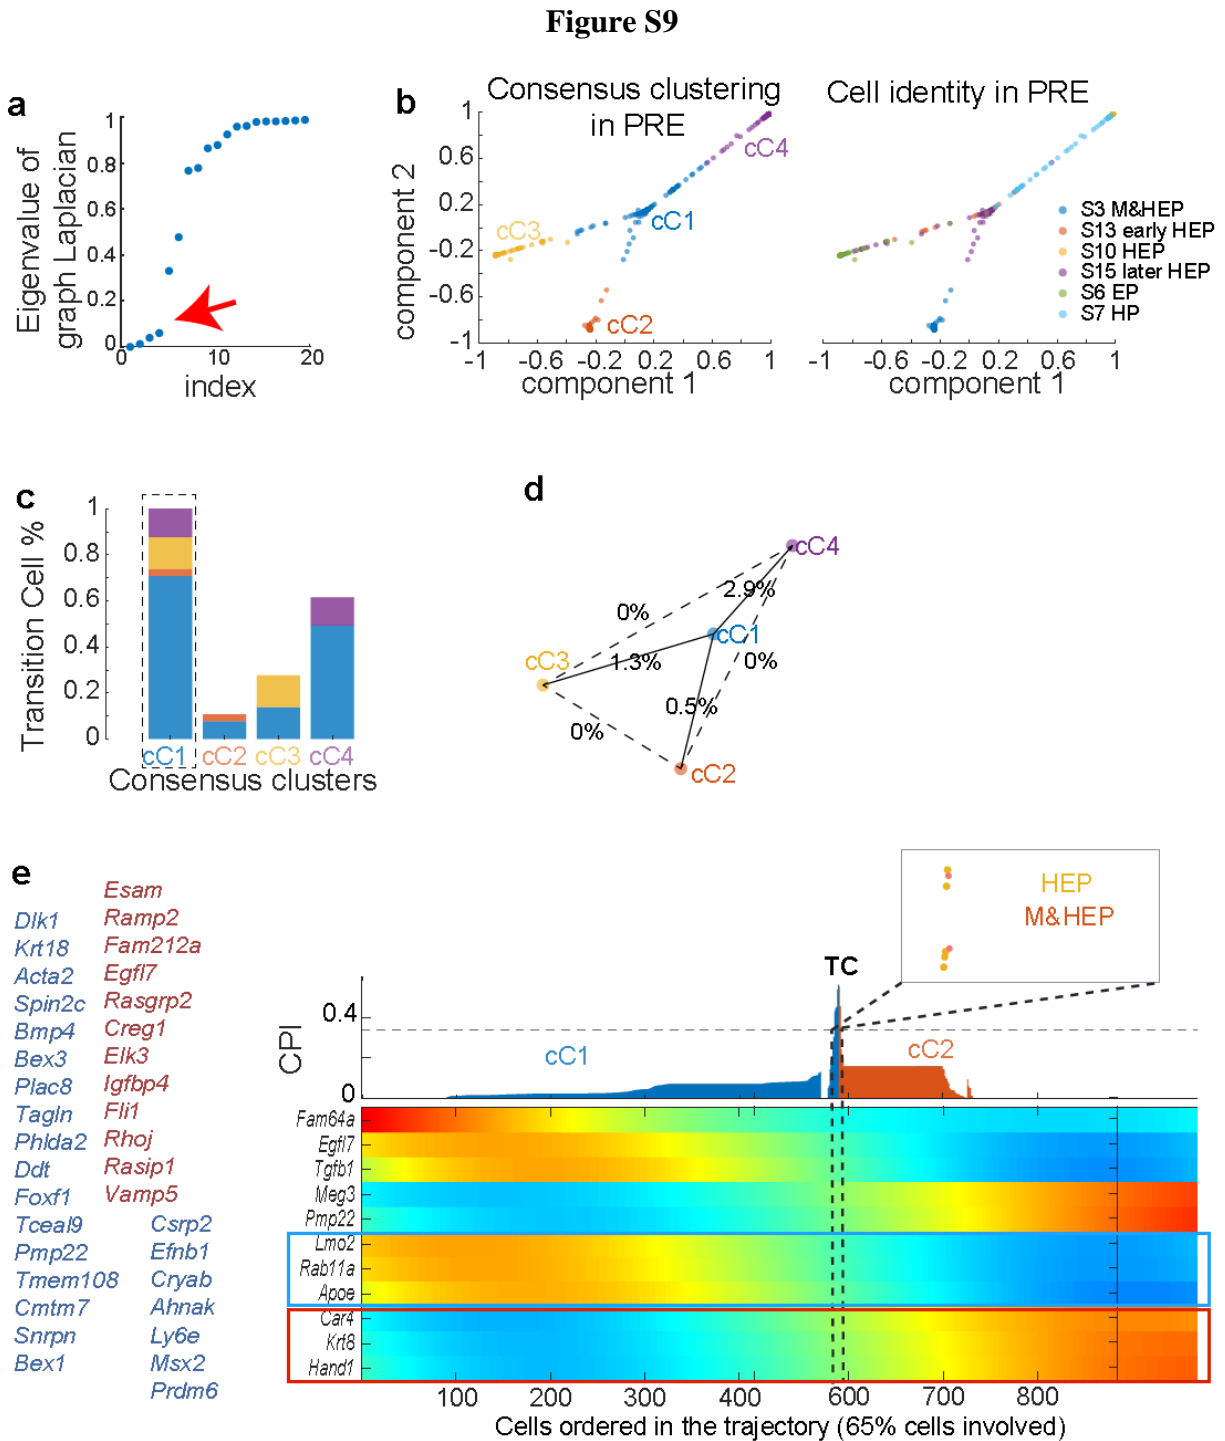 Figure S9
a
Eigenvalue of
graph Laplacian
1
0.8
0.6
0.4
0.2
0
0
10
20
index
b
Consensus clustering
in PRE
component 2
1
0.6
0.2
-0.2
-0.6
-1
cC4
cC1
cC3
cC2
-1
-0.6
-0.2
0.2
0.6
1
component 1
Cell identity in PRE
S3 M&HEP
S13 early HEP
S10 HEP
S15 later HEP
S6 EP
S7 HP
-1
-0.6
-0.2
0.2
0.6
1
component 1
c
Transition Cell %
1
0.8
0.6
0.4
0.2
0
cC1
cC2
cC3
cC4
Consensus clusters
d
cC4
2.9%
0%
cC1
cC3
1.3%
0%
0.5%
0%
cC2
e
Esam
Ramp2
Fam212a
Egfl7
Rasgrp2
Creg1
Elk3
Igfbp4
Fli1
Rhoj
Rasip1
Vamp5
Dlk1
Krt18
Acta2
Spin2c
Bmp4
Bex3
Plac8
Tagln
Phlda2
Ddt
Foxf1
Tceal9
Pmp22
Tmem108
Cmtm7
Snrpn
Bex1
Csrp2
Efnb1
Cryab
Ahnak
Ly6e
Msx2
Prdm6
HEP
M&HEP
TC
CPI
0.4
0
cC1
cC2
Fam64a
Egfl7
Tgfb1
Meg3
Pmp22
Lmo2
Rab11a
Apoe
Car4
Krt8
Hand1
100
200
300
400
500
600
700
800
Cells ordered in the trajectory (65% cells involved)